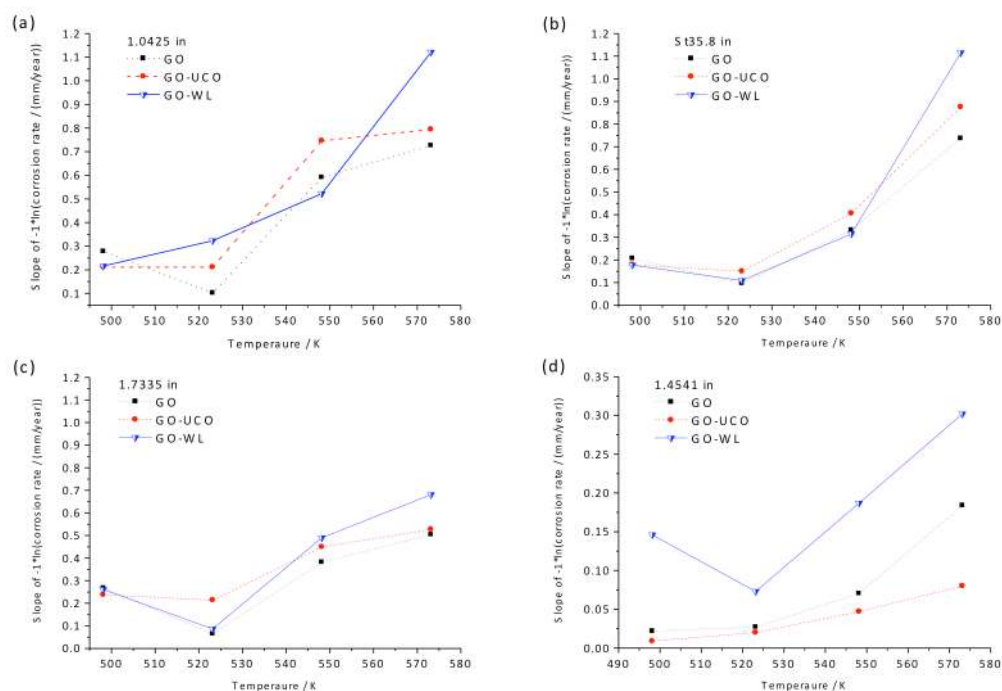 (a)
1.0425 in
GO
GO-UCO
GO-WL
Slope of -1*ln(corrosion rate / (mm/year))
1.2
1.1
1.0
0.9
0.8
0.7
0.6
0.5
0.4
0.3
0.2
0.1
500 510 520 530 540 550 560 570 580
Temperaure / K
(b)
St35.8 in
GO
GO-UCO
GO-WL
Slope of -1*ln(corrosion rate / (mm/year))
1.2
1.1
1.0
0.9
0.8
0.7
0.6
0.5
0.4
0.3
0.2
0.1
0.0
500 510 520 530 540 550 560 570 580
Temperaure / K
(c)
1.7335 in
GO
GO-UCO
GO-WL
Slope of -1*ln(corrosion rate / (mm/year))
1.2
1.1
1.0
0.9
0.8
0.7
0.6
0.5
0.4
0.3
0.2
0.1
0.0
500 510 520 530 540 550 560 570 580
Temperaure / K
(d)
1.4541 in
GO
GO-UCO
GO-WL
Slope of -1*ln(corrosion rate / (mm/year))
0.35
0.30
0.25
0.20
0.15
0.10
0.05
0.00
490 500 510 520 530 540 550 560 570 580
Temperaure / K